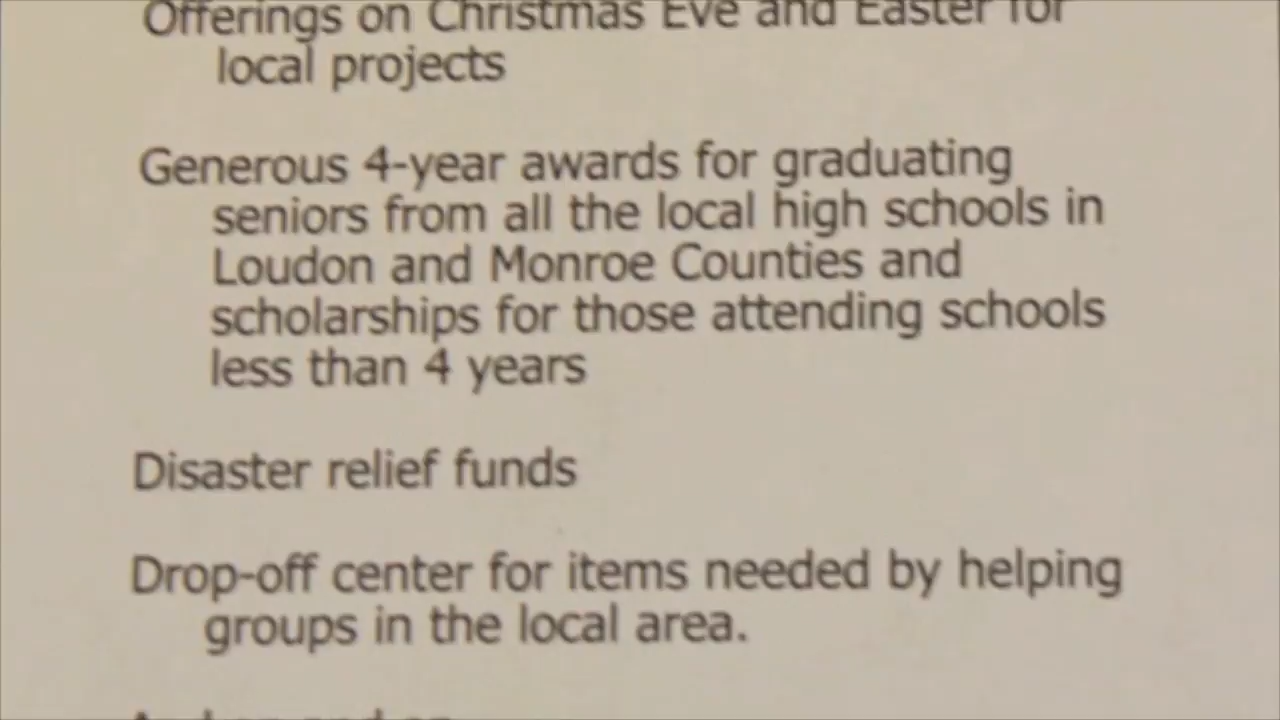 Offerings on Christmas Eve and Easter for
local projects
Generous 4-year awards for graduating
seniors from all the local high schools in
Loudon and Monroe Counties and
scholarships for those attending schools
less than 4 years
Disaster relief funds
Drop-off center for items needed by helping
groups in the local area.